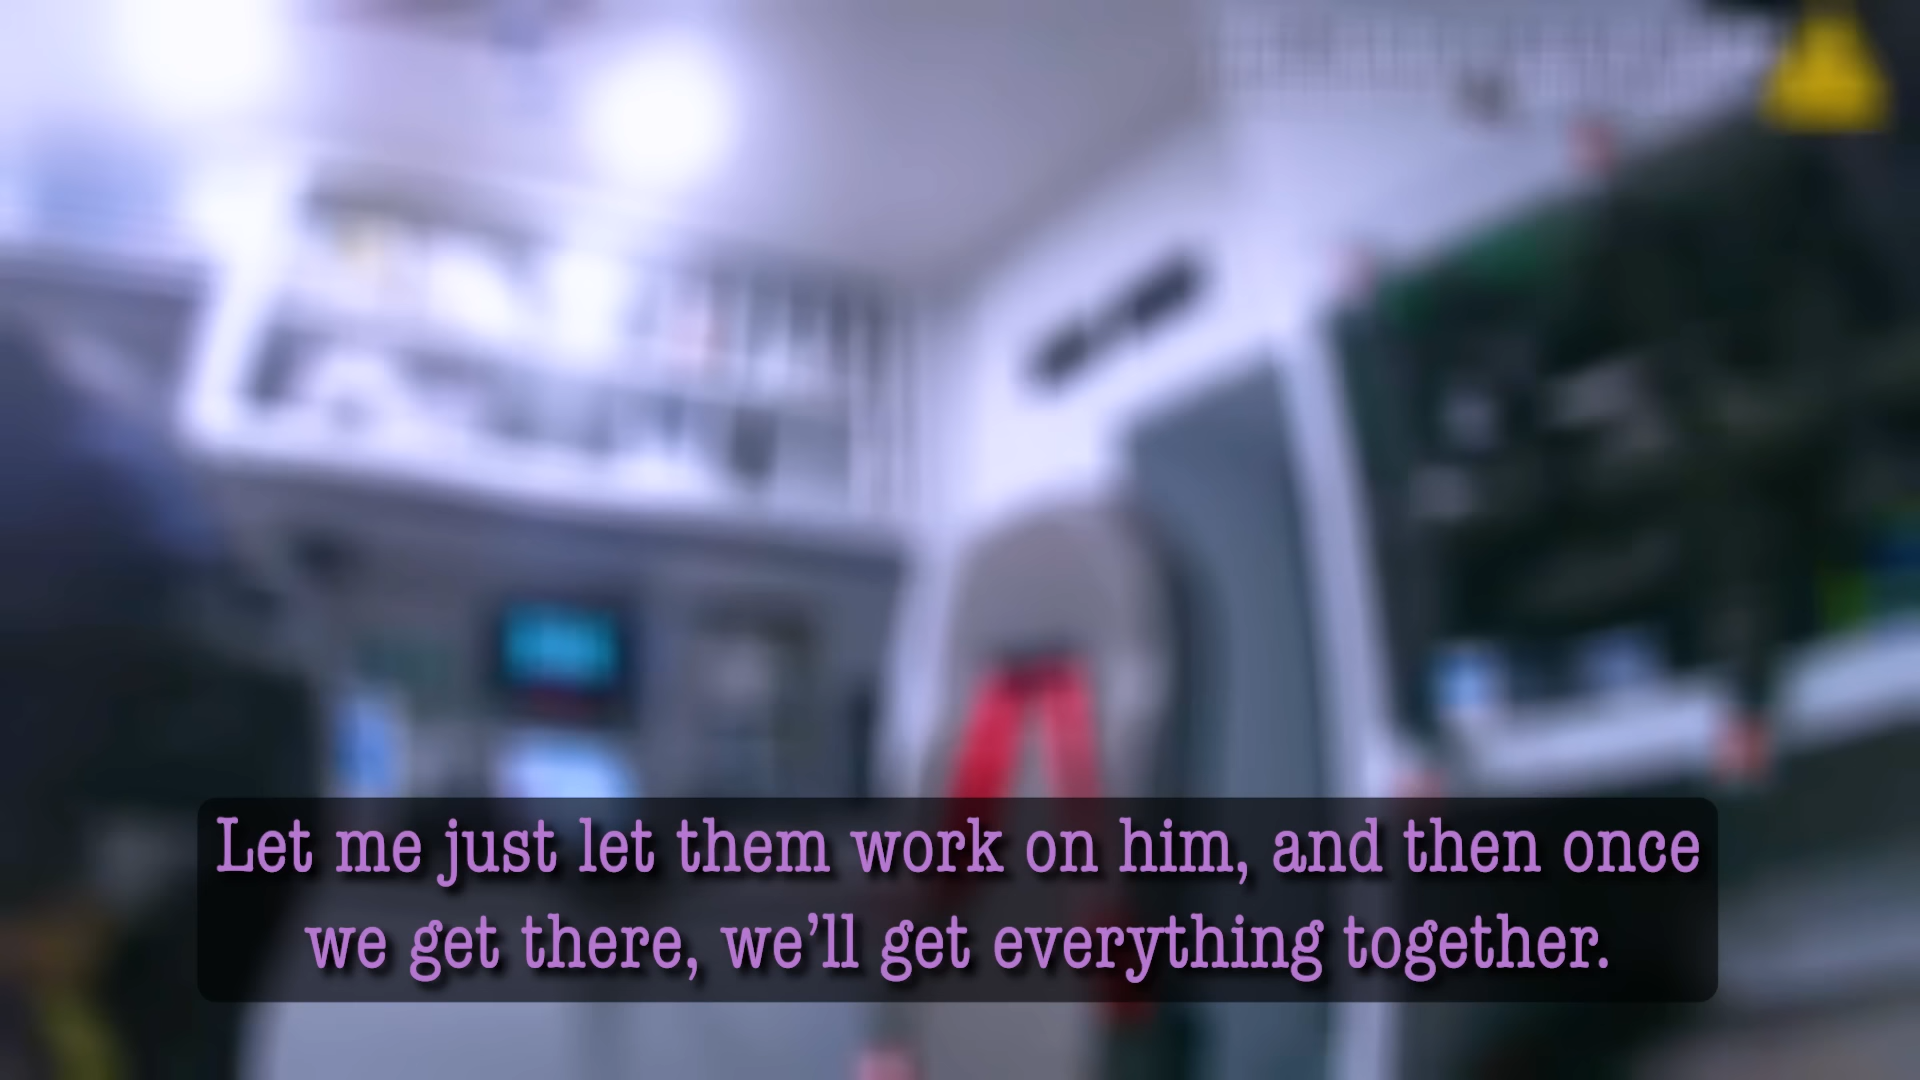 Let me just let them work on him, and then once
we get there, we’ll get everything together.